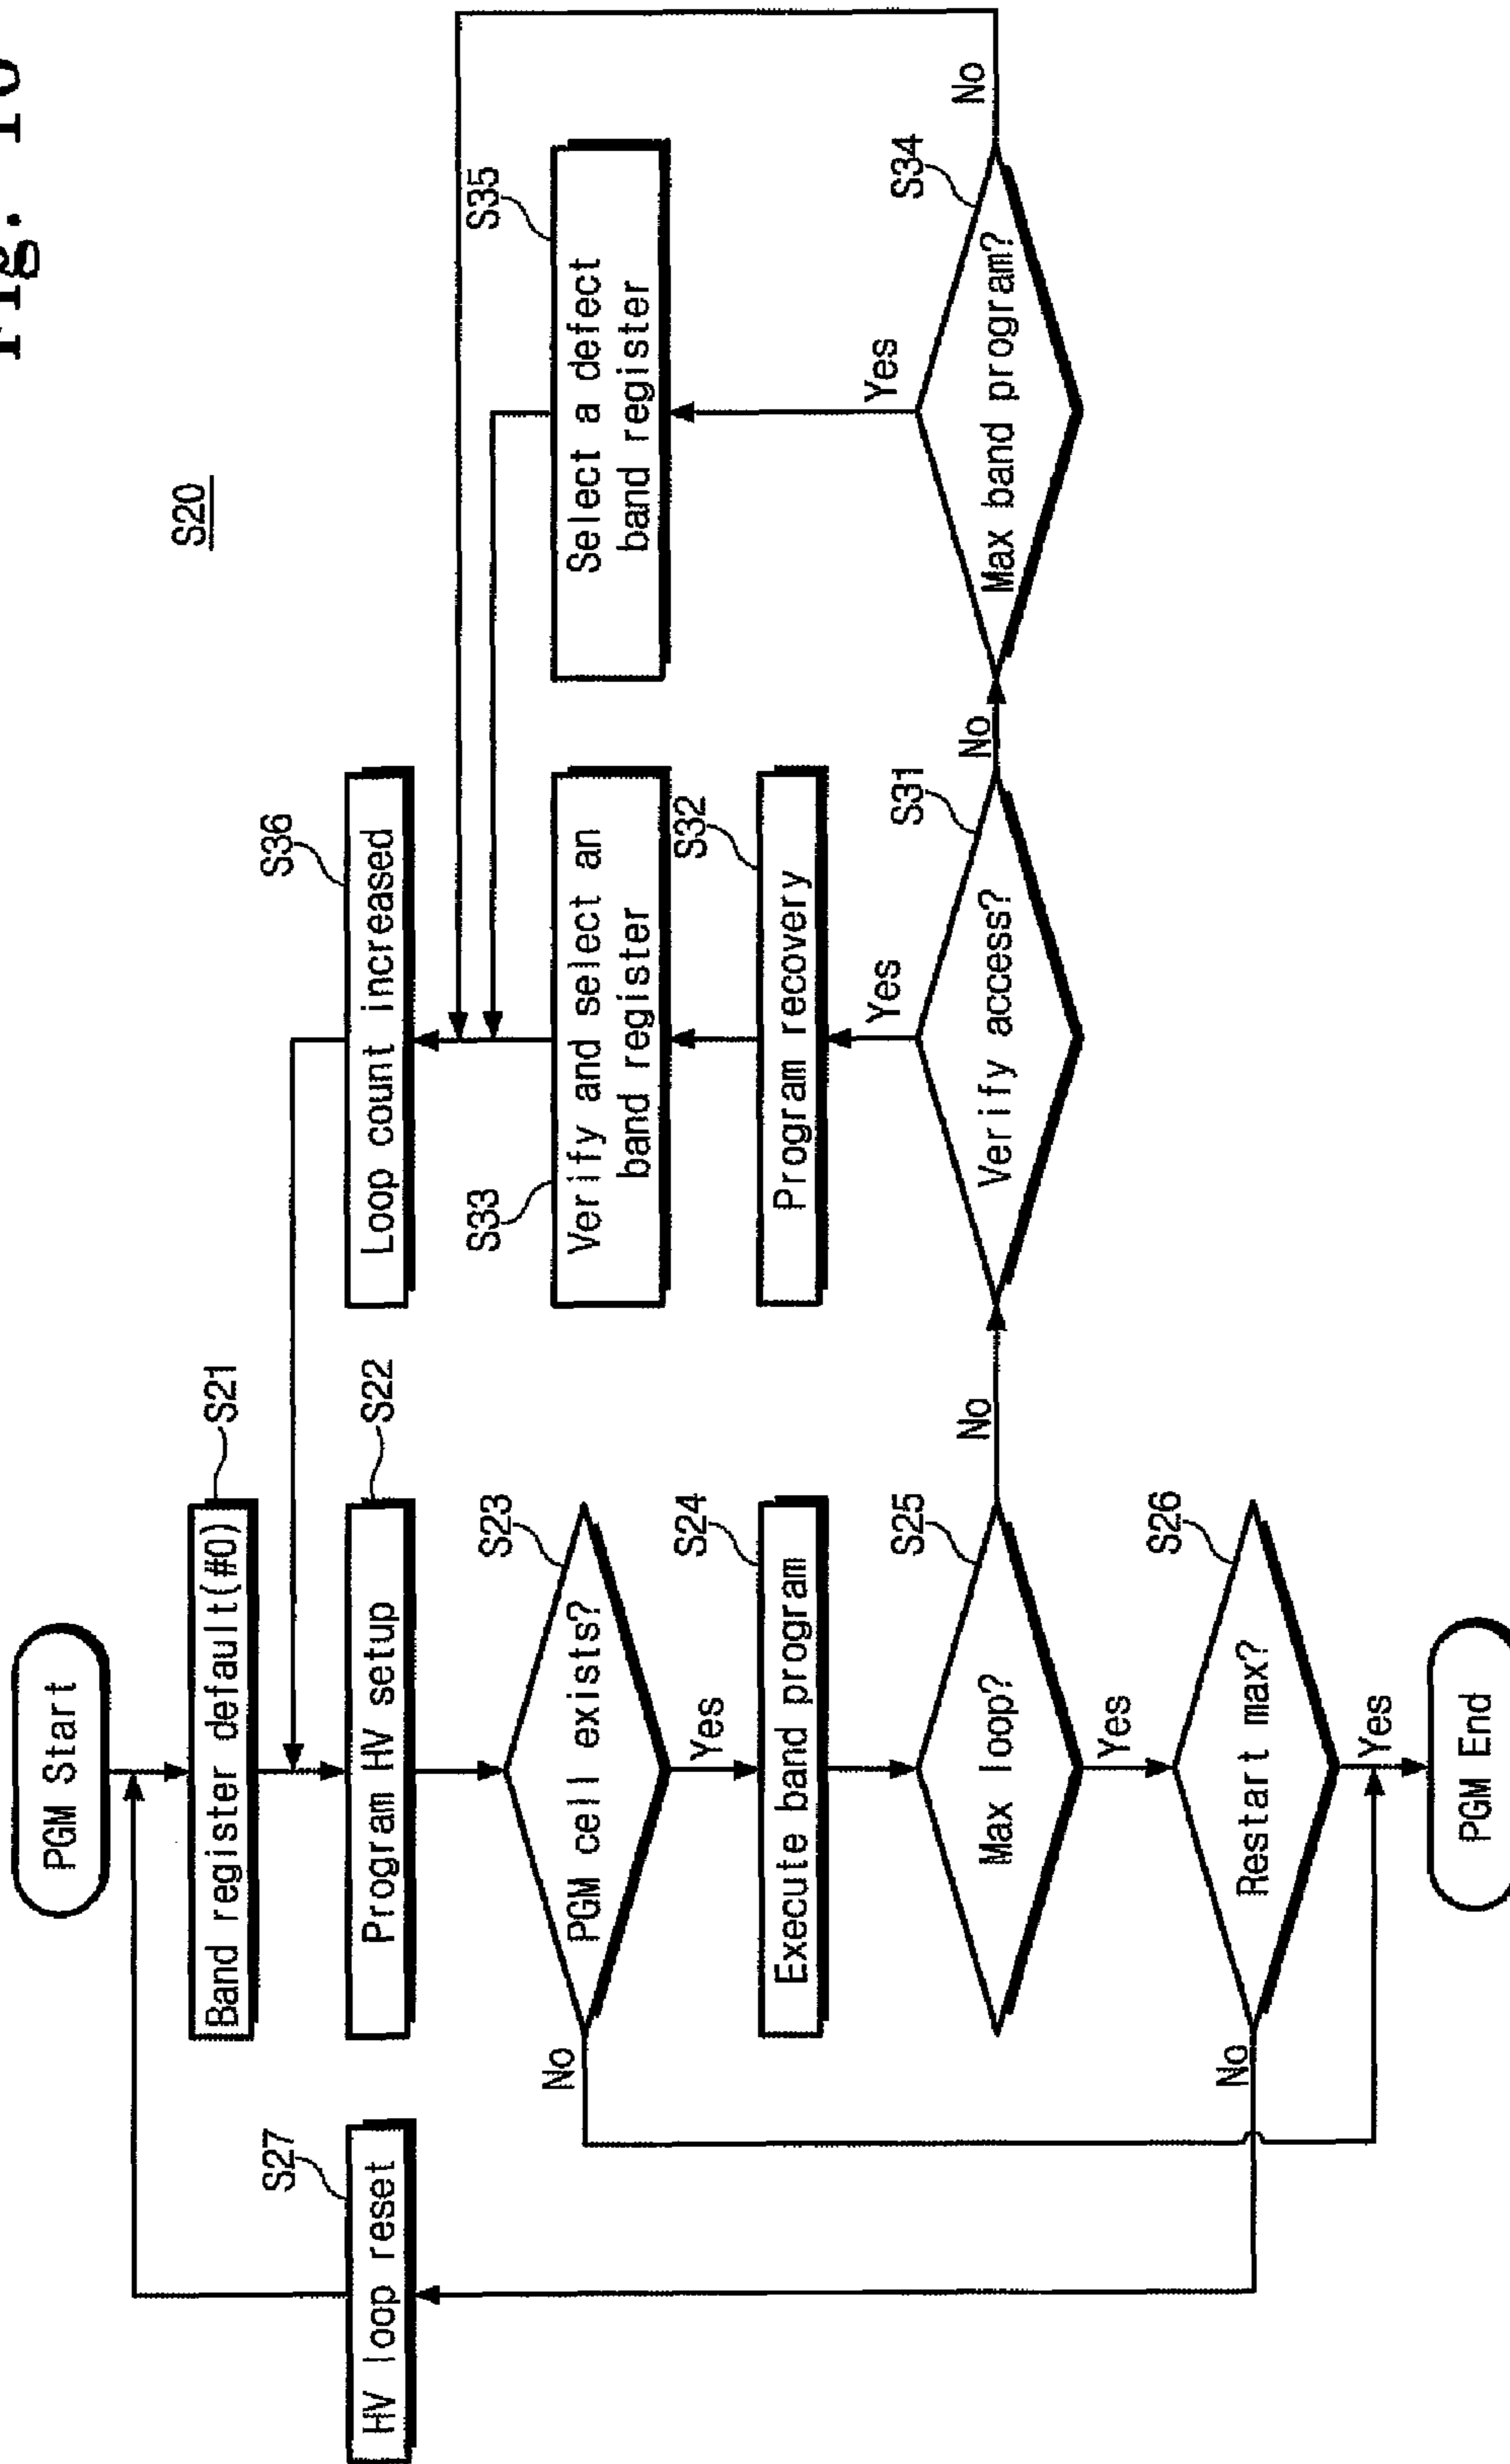 Fig. 10
S20
PGM Start
Band register default(#0)
S21
Program HV setup
S22
PGM cell exists?
S23
No
Yes
Execute band program
S24
Max loop?
S25
No
Yes
Restart max?
S26
No
Yes
PGM End
HV loop reset
S27
Verify access?
S31
Yes
No
Program recovery
S32
Verify and select an
band register
S33
Max band program?
S34
Yes
No
Select a defect
band register
S35
Loop count increased
S36